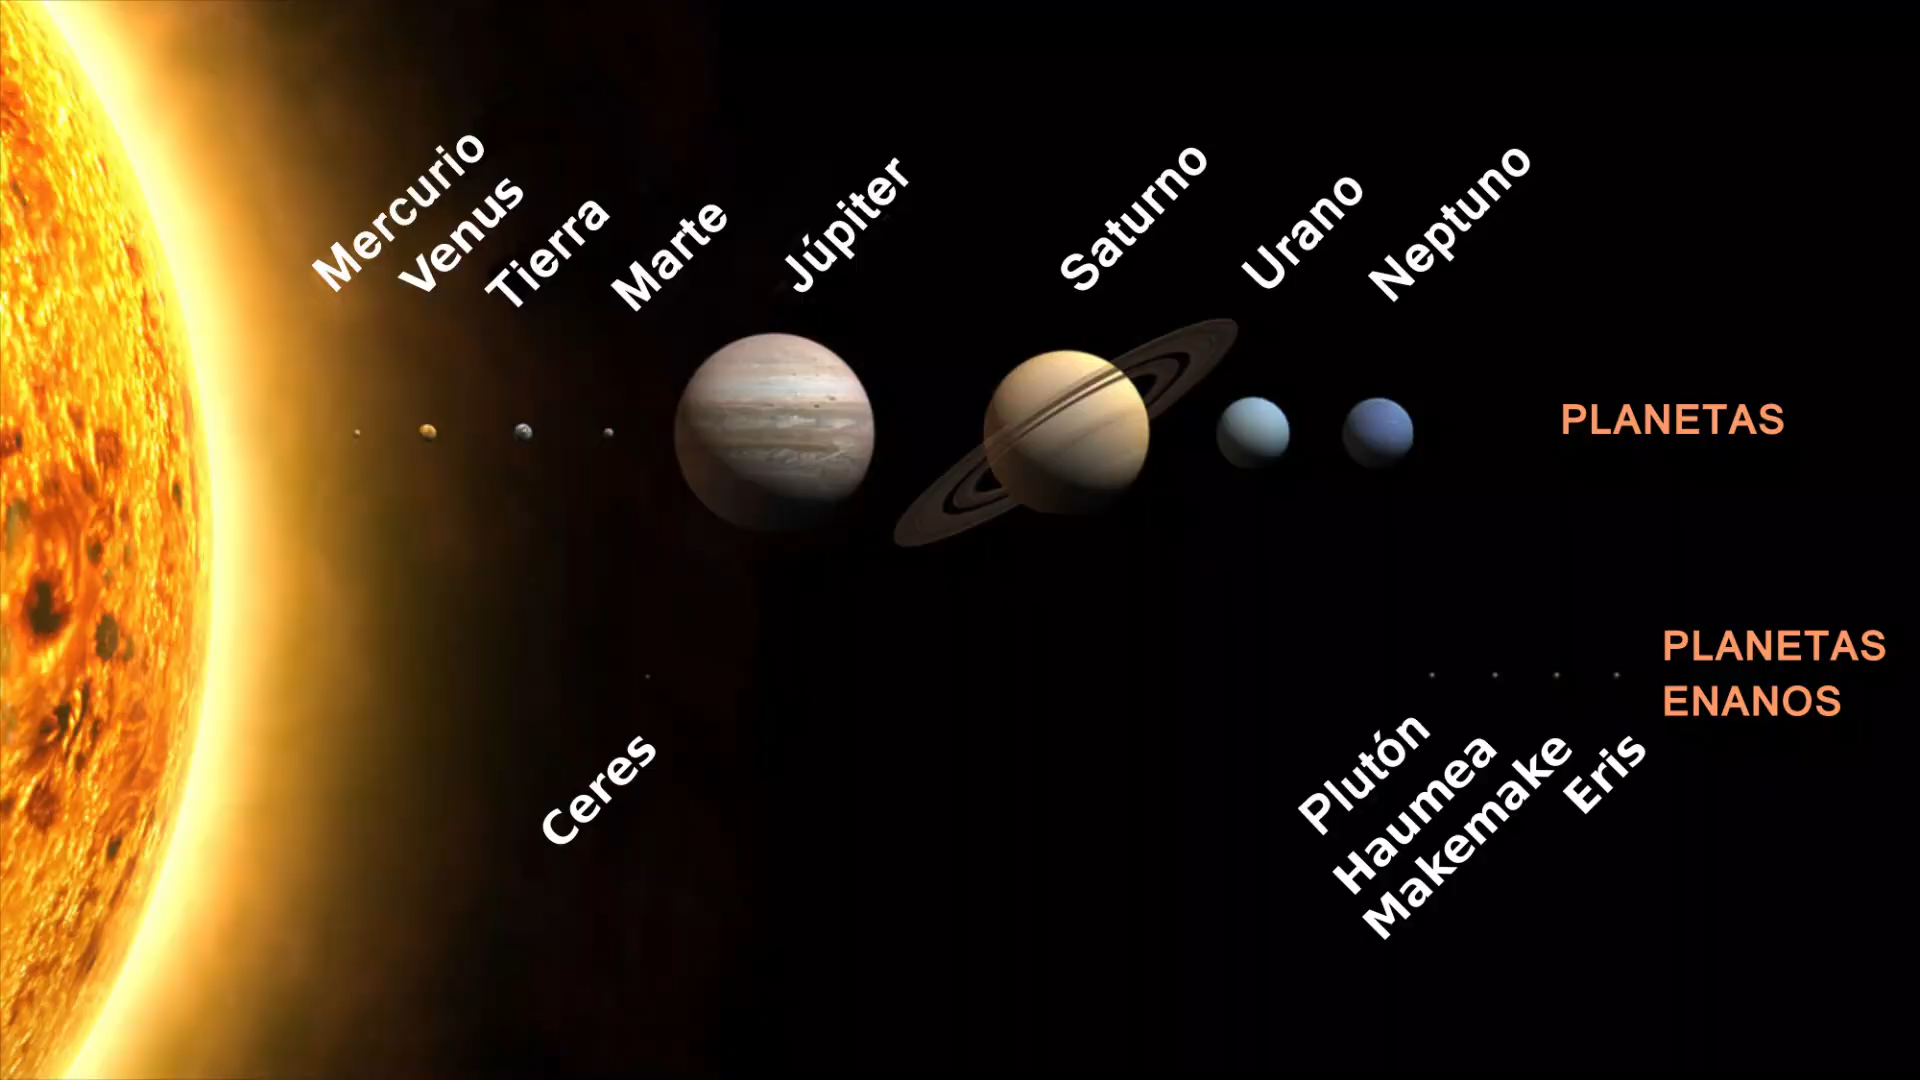 Mercurio
Venus
Tierra
Marte
Júpiter
Saturno
Urano
Neptuno
PLANETAS
PLANETAS
ENANOS
Ceres
Plutón
Haumea
Makemake
Eris